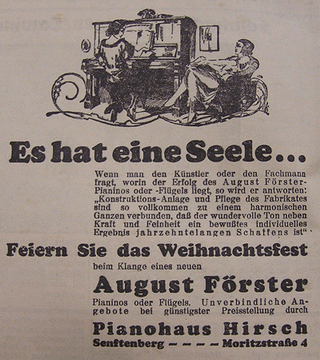 Es hat eine Seele...
Wenn man den Künstler oder den Fachmann
fragt, worin der Erfolg des August Förster-
Pianinos oder -Flügels liegt, so wird er antworten:
„Konstruktions-Anlage und Pflege des Fabrikates
sind so vollkommen zu einem harmonischen
Ganzen verbunden, daß der wundervolle Ton neben
Kraft und Feinheit ein bewußtes individuelles
Ergebnis jahrzehntelangen Schaffens ist“
Feiern Sie das Weihnachtsfest
beim Klange eines neuen
August Förster
Pianinos oder Flügels. Unverbindliche An-
gebote bei günstigster Preisstellung durch
Pianohaus Hirsch
Senftenberg — — — — Moritzstraße 4